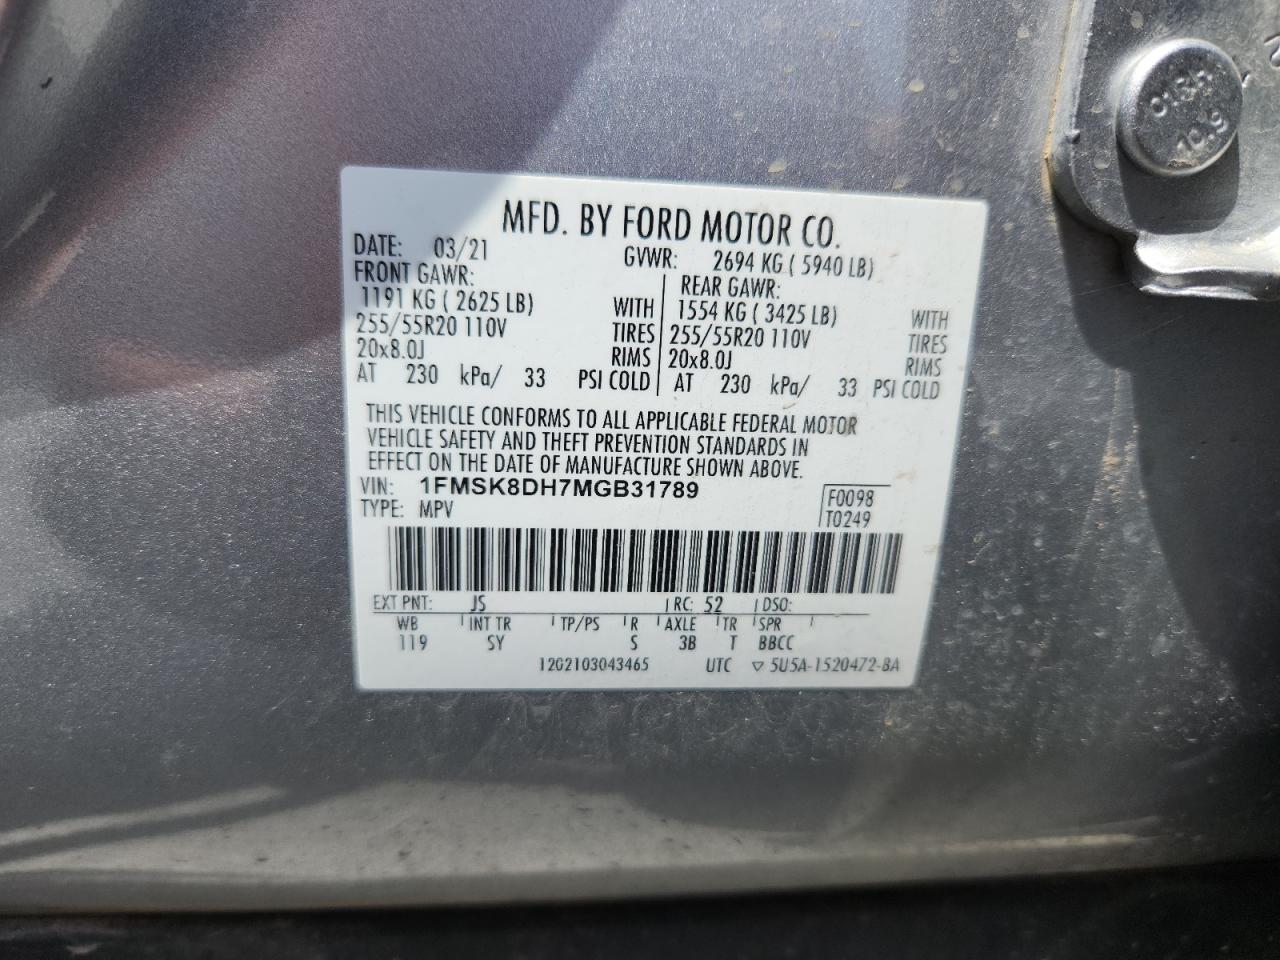 MFD. BY FORD MOTOR CO.
DATE: 03/21 GVWR: 2694 KG ( 5940 LB)
FRONT GAWR: REAR GAWR:
1191 KG ( 2625 LB) WITH 1554 KG ( 3425 LB) WITH
255/55R20 110V TIRES 255/55R20 110V TIRES
20x8.0J RIMS 20x8.0J RIMS
AT 230 kPa/ 33 PSI COLD AT 230 kPa/ 33 PSI COLD
THIS VEHICLE CONFORMS TO ALL APPLICABLE FEDERAL MOTOR
VEHICLE SAFETY AND THEFT PREVENTION STANDARDS IN
EFFECT ON THE DATE OF MANUFACTURE SHOWN ABOVE.
VIN: 1FMSK8DH7MGB31789 F0098
TYPE: MPV T0249
EXT PNT: JS RC: 52 DSO:
WB INT TR TP/PS R AXLE TR SPR
119 SY S 3B T BBCC
1202103043465 UTC ▽ 5U5A-1520472-BA
10.9